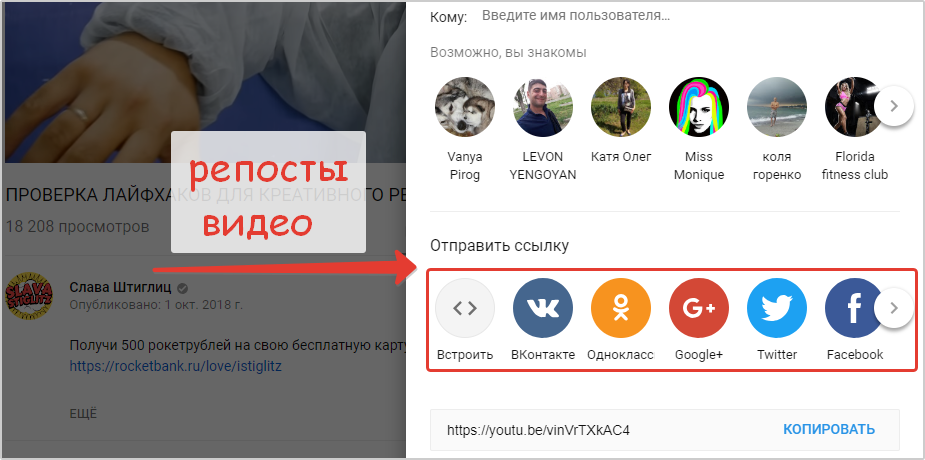 Кому: Введите имя пользователя...
Возможно, вы знакомы
Vanya Pirog
LEVON YENGOYAN
Катя Олег
Miss Monique
коля горенко
Florida fitness club
репосты
видео
ПРОВЕРКА ЛАЙФХАКОВ ДЛЯ КРЕАТИВНОГО РЕ
18 208 просмотров
Отправить ссылку
SLAVA
STIGLITZ
Слава Штиглиц
Опубликовано: 1 окт. 2018 г.
Встроить
ВКонтакте
Одноклас
Google+
Twitter
Facebook
Получи 500 рокетрублей на свою бесплатную карту
https://rocketbank.ru/love/istiglitz
ЕЩЁ
https://youtu.be/vinVrTXkAC4
КОПИРОВАТЬ